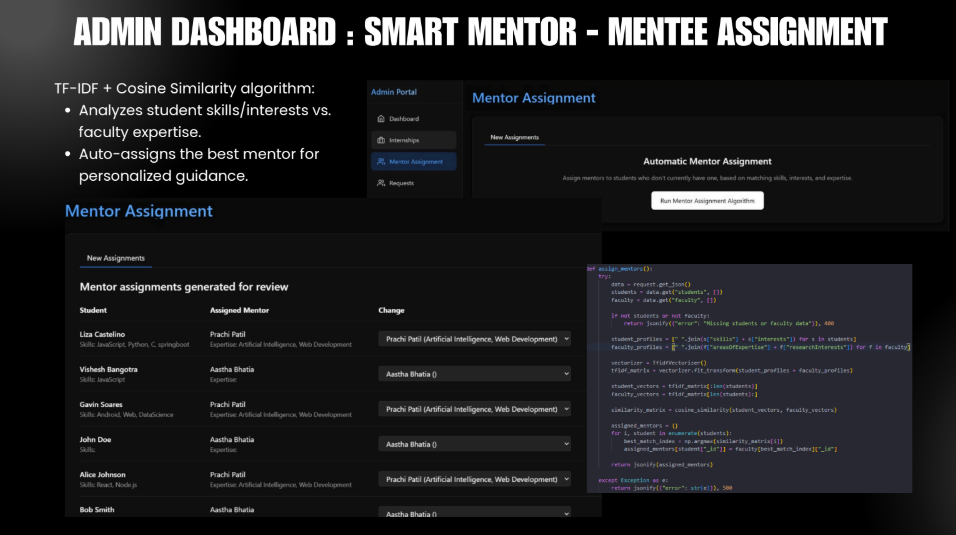 ADMIN DASHBOARD : SMART MENTOR - MENTEE ASSIGNMENT
TF-IDF + Cosine Similarity algorithm:
• Analyzes student skills/interests vs.
faculty expertise.
• Auto-assigns the best mentor for
personalized guidance.
Admin Portal
Dashboard
Internships
Mentor Assignment
Requests
Mentor Assignment
New Assignments
Automatic Mentor Assignment
Assign mentors to students who don't currently have one, based on matching skills, interests, and expertise.
Run Mentor Assignment Algorithm
Mentor Assignment
New Assignments
Mentor assignments generated for review
Student Assigned Mentor Change
Liza Castelino Prachi Patil Prachi Patil (Artificial Intelligence, Web Development)
Skills: JavaScript, Python, C, springboot Expertise: Artificial Intelligence, Web Development
Vishesh Bangotra Aastha Bhatia Aastha Bhatia ()
Skills: JavaScript Expertise:
Gavin Soares Prachi Patil Prachi Patil (Artificial Intelligence, Web Development)
Skills: Android, Web, DataScience Expertise: Artificial Intelligence, Web Development
John Doe Aastha Bhatia Aastha Bhatia ()
Skills: Expertise:
Alice Johnson Prachi Patil Prachi Patil (Artificial Intelligence, Web Development)
Skills: React, Node.js Expertise: Artificial Intelligence, Web Development
Bob Smith Aastha Bhatia Aastha Bhatia ()
def assign_mentors():
try:
data = request.get_json()
students = data.get("students", [])
faculty = data.get("faculty", [])
if not students or not faculty:
return jsonify({"error": "Missing students or faculty data"}), 400
student_profiles = [" ".join(s["skills"] + s["interests"]) for s in students]
faculty_profiles = [" ".join(f["areasOfExpertise"] + f["researchInterests"]) for f in faculty]
vectorizer = TfidfVectorizer()
tfidf_matrix = vectorizer.fit_transform(student_profiles + faculty_profiles)
student_vectors = tfidf_matrix[:len(students)]
faculty_vectors = tfidf_matrix[len(students):]
similarity_matrix = cosine_similarity(student_vectors, faculty_vectors)
assigned_mentors = {}
for i, student in enumerate(students):
best_match_index = np.argmax(similarity_matrix[i])
assigned_mentors[student["_id"]] = faculty[best_match_index]["_id"]
return jsonify(assigned_mentors)
except Exception as e:
return jsonify({"error": str(e)}), 500